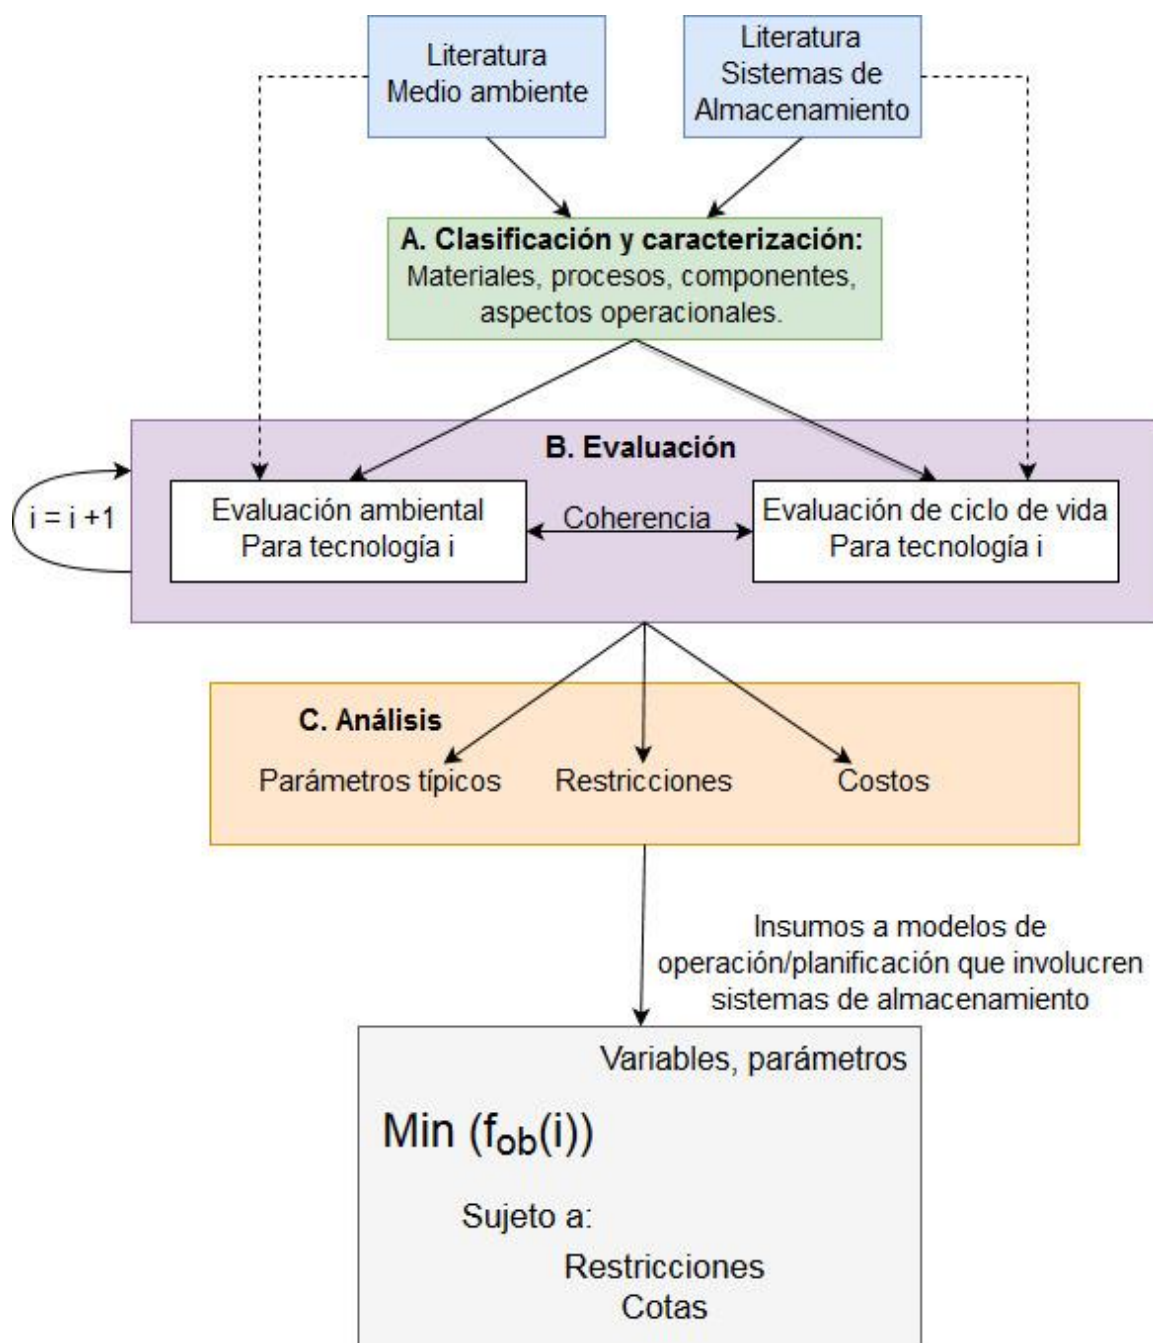 Literatura
Medio ambiente
Literatura
Sistemas de
Almacenamiento
A. Clasificación y caracterización:
Materiales, procesos, componentes,
aspectos operacionales.
B. Evaluación
i = i +1
Evaluación ambiental
Para tecnología i
Coherencia
Evaluación de ciclo de vida
Para tecnología i
C. Análisis
Parámetros típicos
Restricciones
Costos
Insumos a modelos de
operación/planificación que involucren
sistemas de almacenamiento
Variables, parámetros
Min (fob(i))
Sujeto a:
Restricciones
Cotas